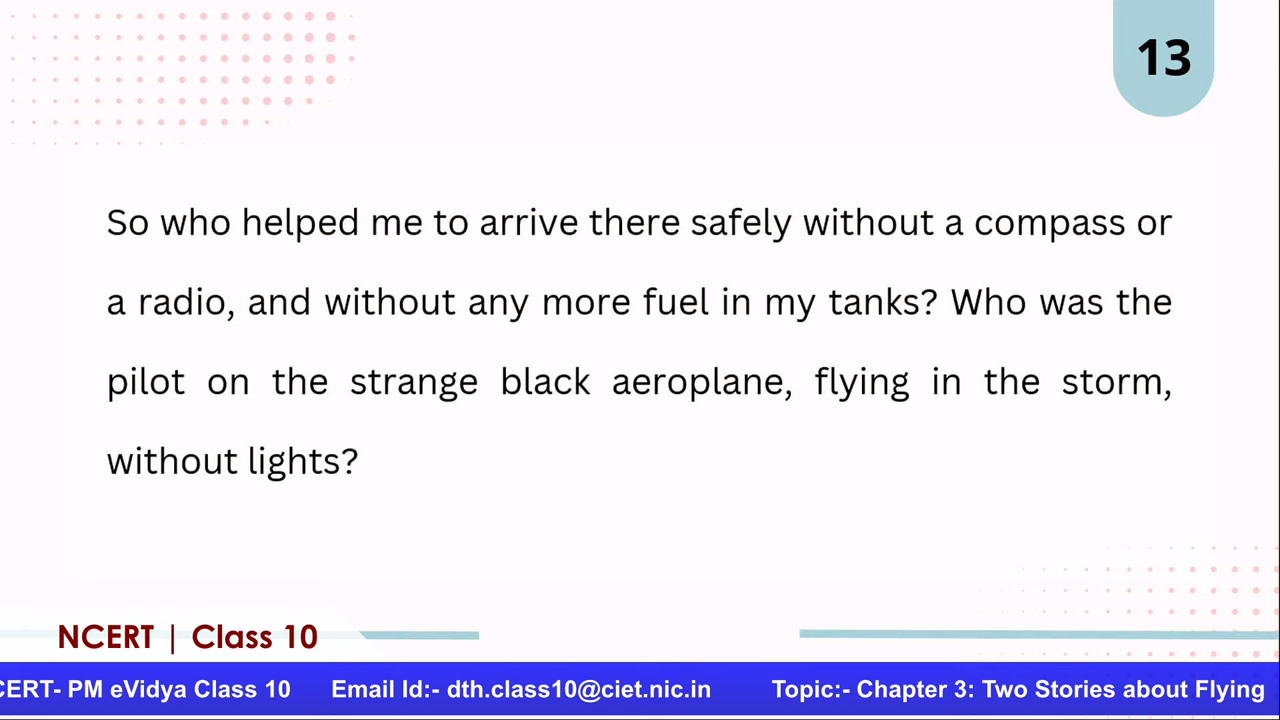 13
So who helped me to arrive there safely without a compass or
a radio, and without any more fuel in my tanks? Who was the
pilot on the strange black aeroplane, flying in the storm,
without lights?
NCERT | Class 10
CERT- PM eVidya Class 10 Email Id:- dth.class10@ciet.nic.in Topic:- Chapter 3: Two Stories about Flying